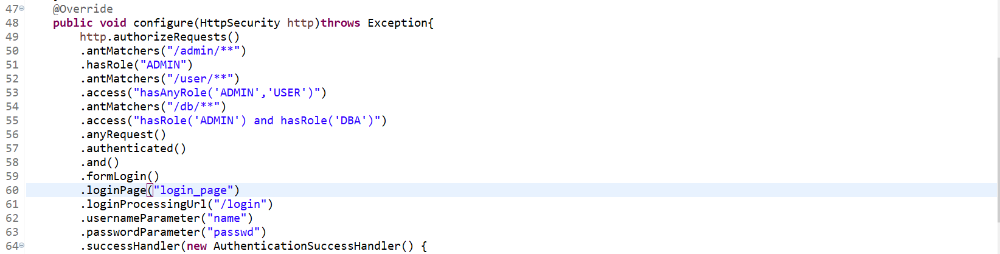 47 @Override
48 public void configure(HttpSecurity http)throws Exception{
49 http.authorizeRequests()
50 .antMatchers("/admin/**")
51 .hasRole("ADMIN")
52 .antMatchers("/user/**")
53 .access("hasAnyRole('ADMIN','USER')")
54 .antMatchers("/db/**")
55 .access("hasRole('ADMIN') and hasRole('DBA')")
56 .anyRequest()
57 .authenticated()
58 .and()
59 .formLogin()
60 .loginPage("login_page")
61 .loginProcessingUrl("/login")
62 .usernameParameter("name")
63 .passwordParameter("passwd")
64 .successHandler(new AuthenticationSuccessHandler() {